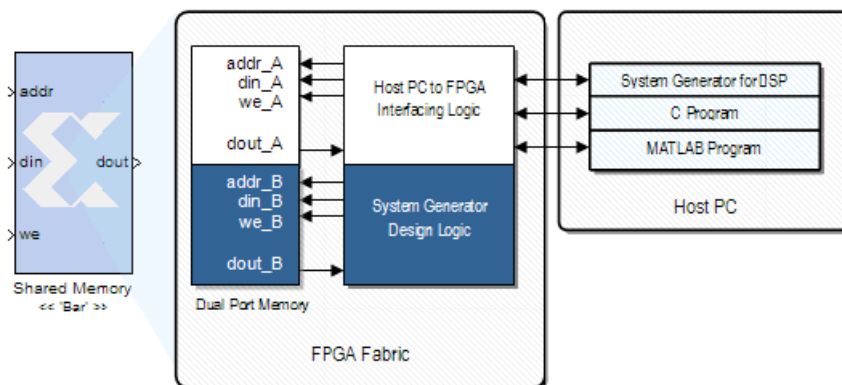 addr
din
dout
we
Shared Memory
<< 'Bar' >>
addr_A
din_A
we_A
dout_A
addr_B
din_B
we_B
dout_B
Dual Port Memory
Host PC to FPGA
Interfacing Logic
System Generator
Design Logic
FPGA Fabric
System Generator for DSP
C Program
MATLAB Program
Host PC